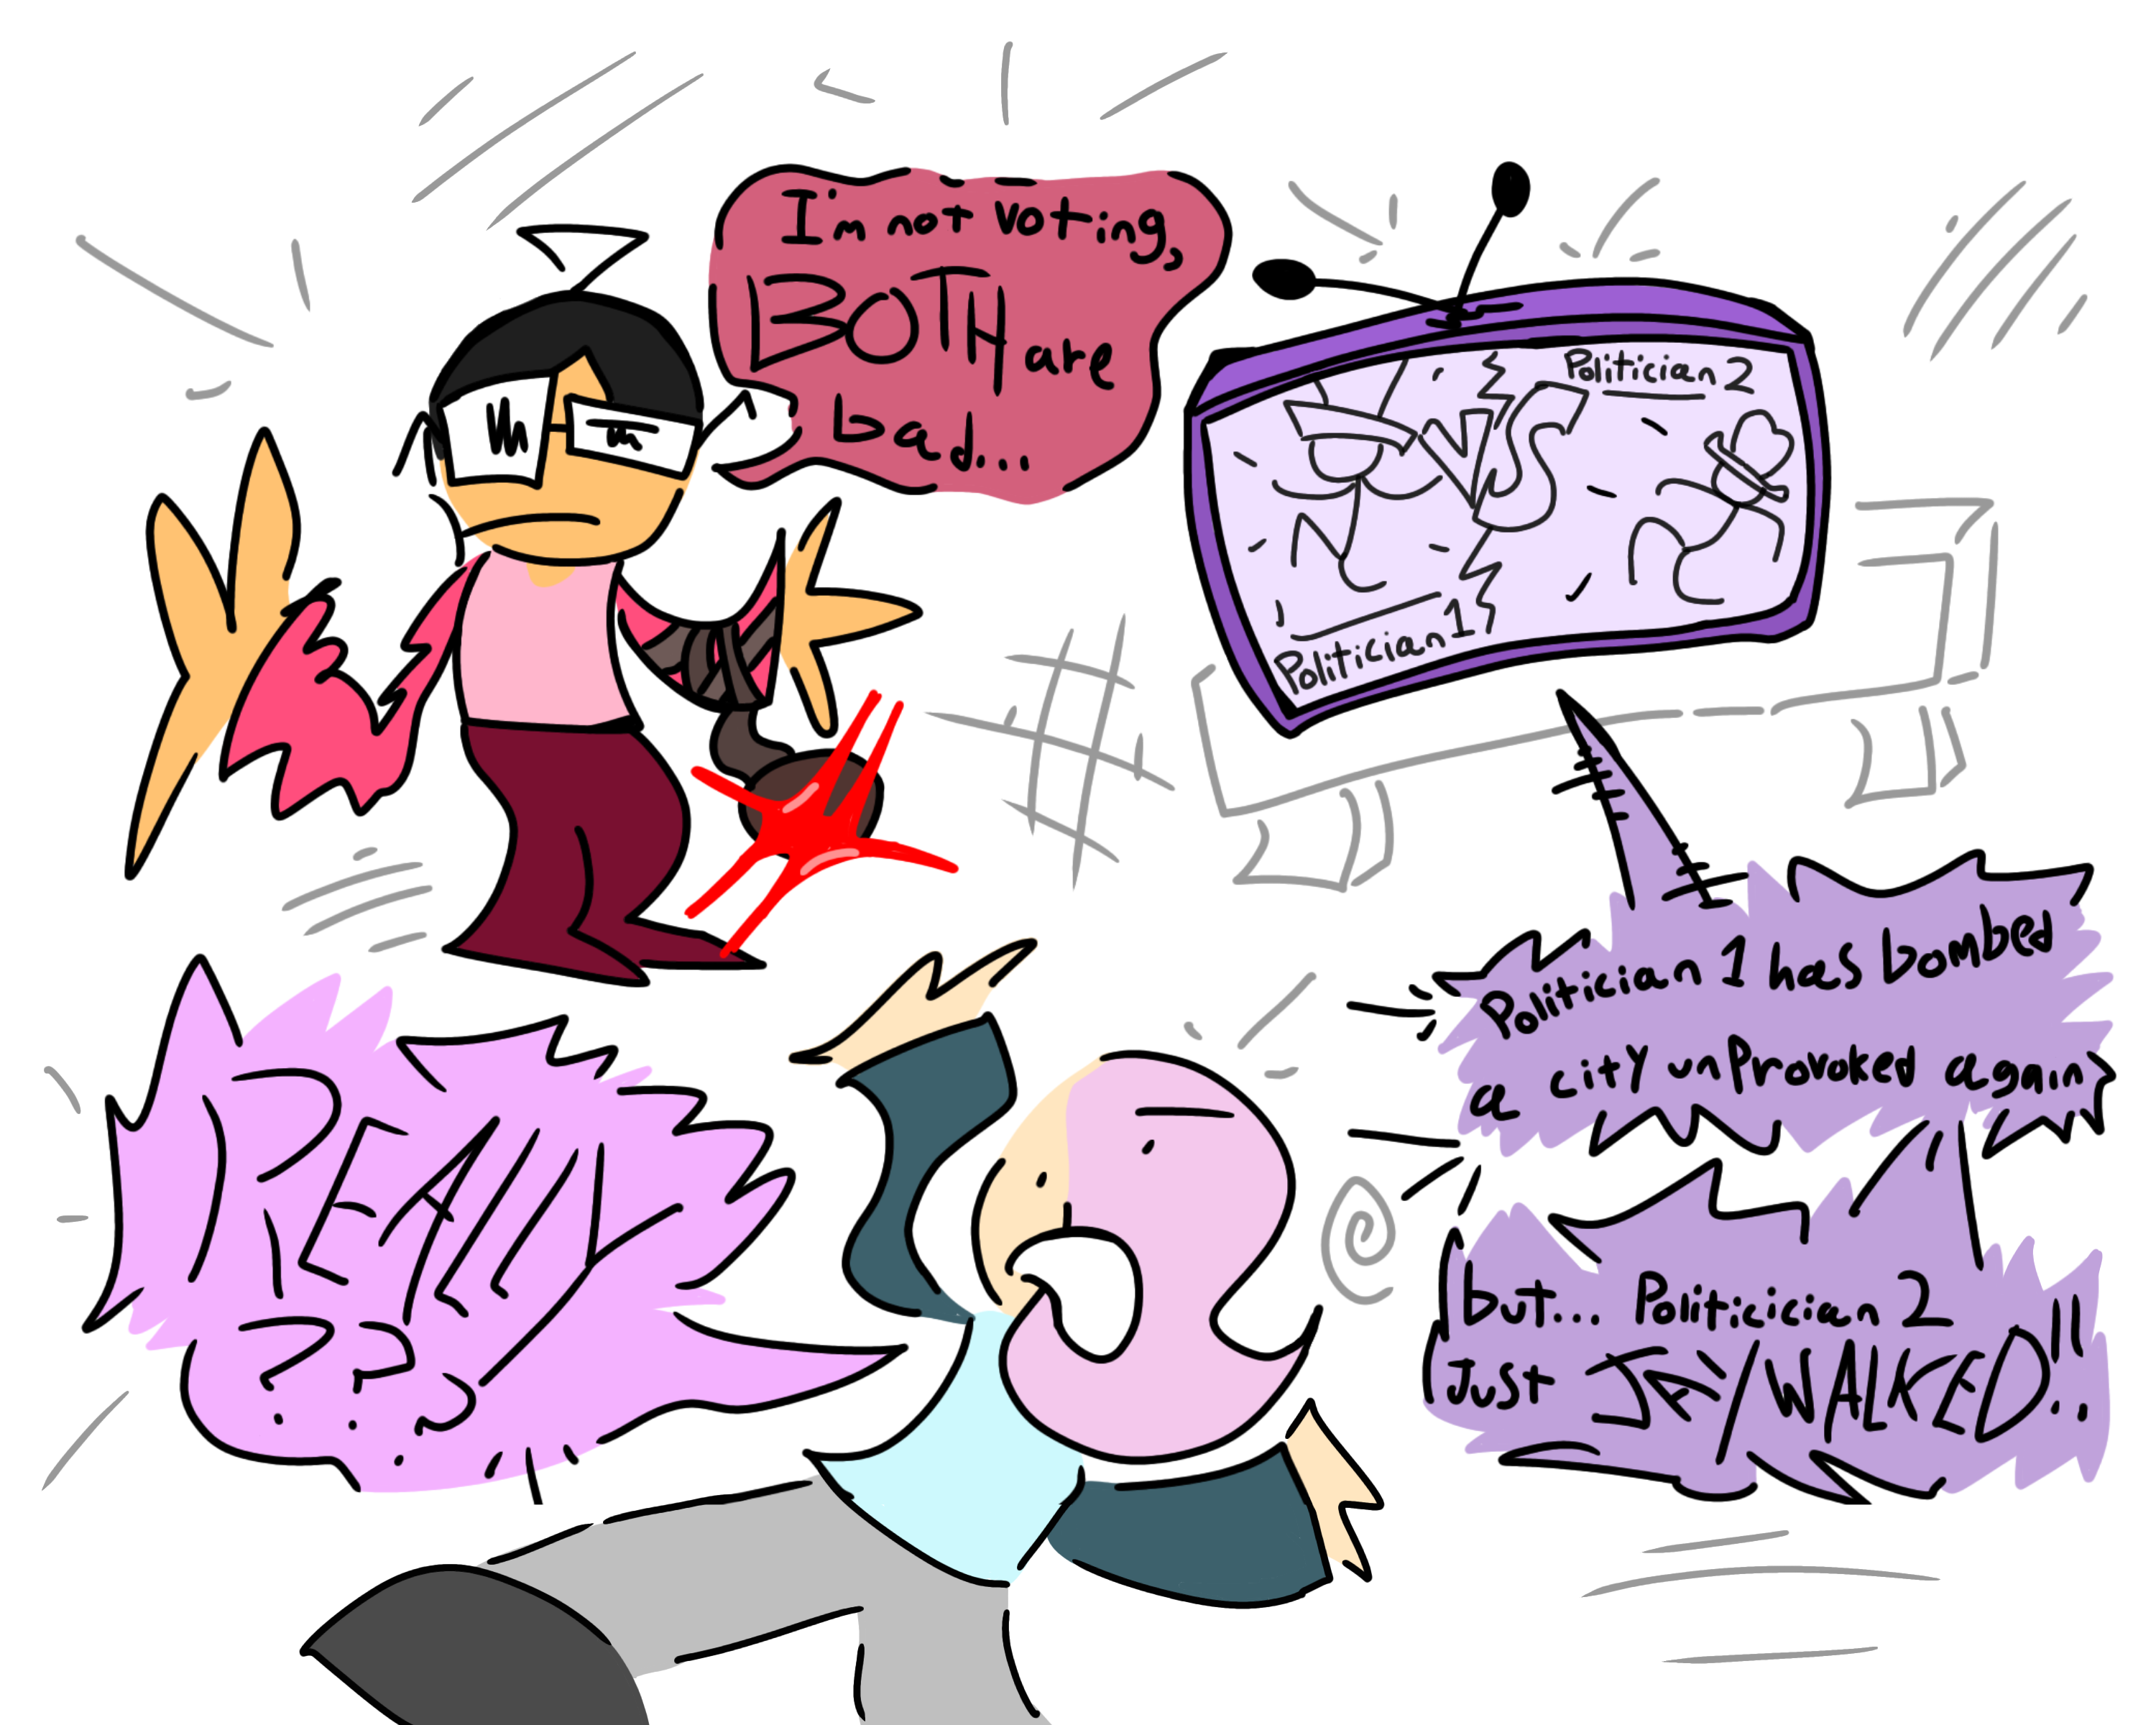 I'm not voting,
BOTH are
bad...
Politician 2
VS
Politician 1
Politician 1 has bombed
a city unprovoked again
but... Politicician 2
Just JAYWALKED!!
REALLY
???